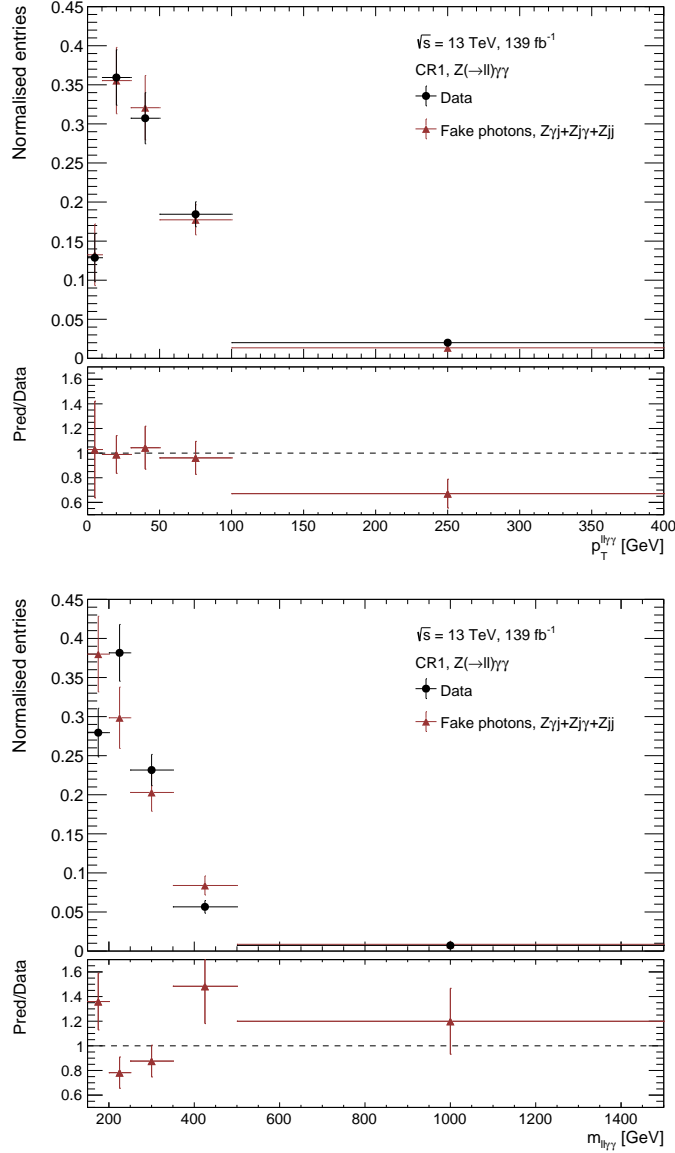 0.45
0.4
0.35
0.3
0.25
0.2
0.15
0.1
0.05
0
Normalised entries
√s = 13 TeV, 139 fb⁻¹
CR1, Z(→ll)γγ
Data
Fake photons, Zγj+Zjγ+Zjj
1.6
1.4
1.2
1
0.8
0.6
Pred/Data
0 50 100 150 200 250 300 350 400
p_T^{llγγ} [GeV]
0.45
0.4
0.35
0.3
0.25
0.2
0.15
0.1
0.05
0
Normalised entries
√s = 13 TeV, 139 fb⁻¹
CR1, Z(→ll)γγ
Data
Fake photons, Zγj+Zjγ+Zjj
1.6
1.4
1.2
1
0.8
0.6
Pred/Data
200 400 600 800 1000 1200 1400
m_{llγγ} [GeV]